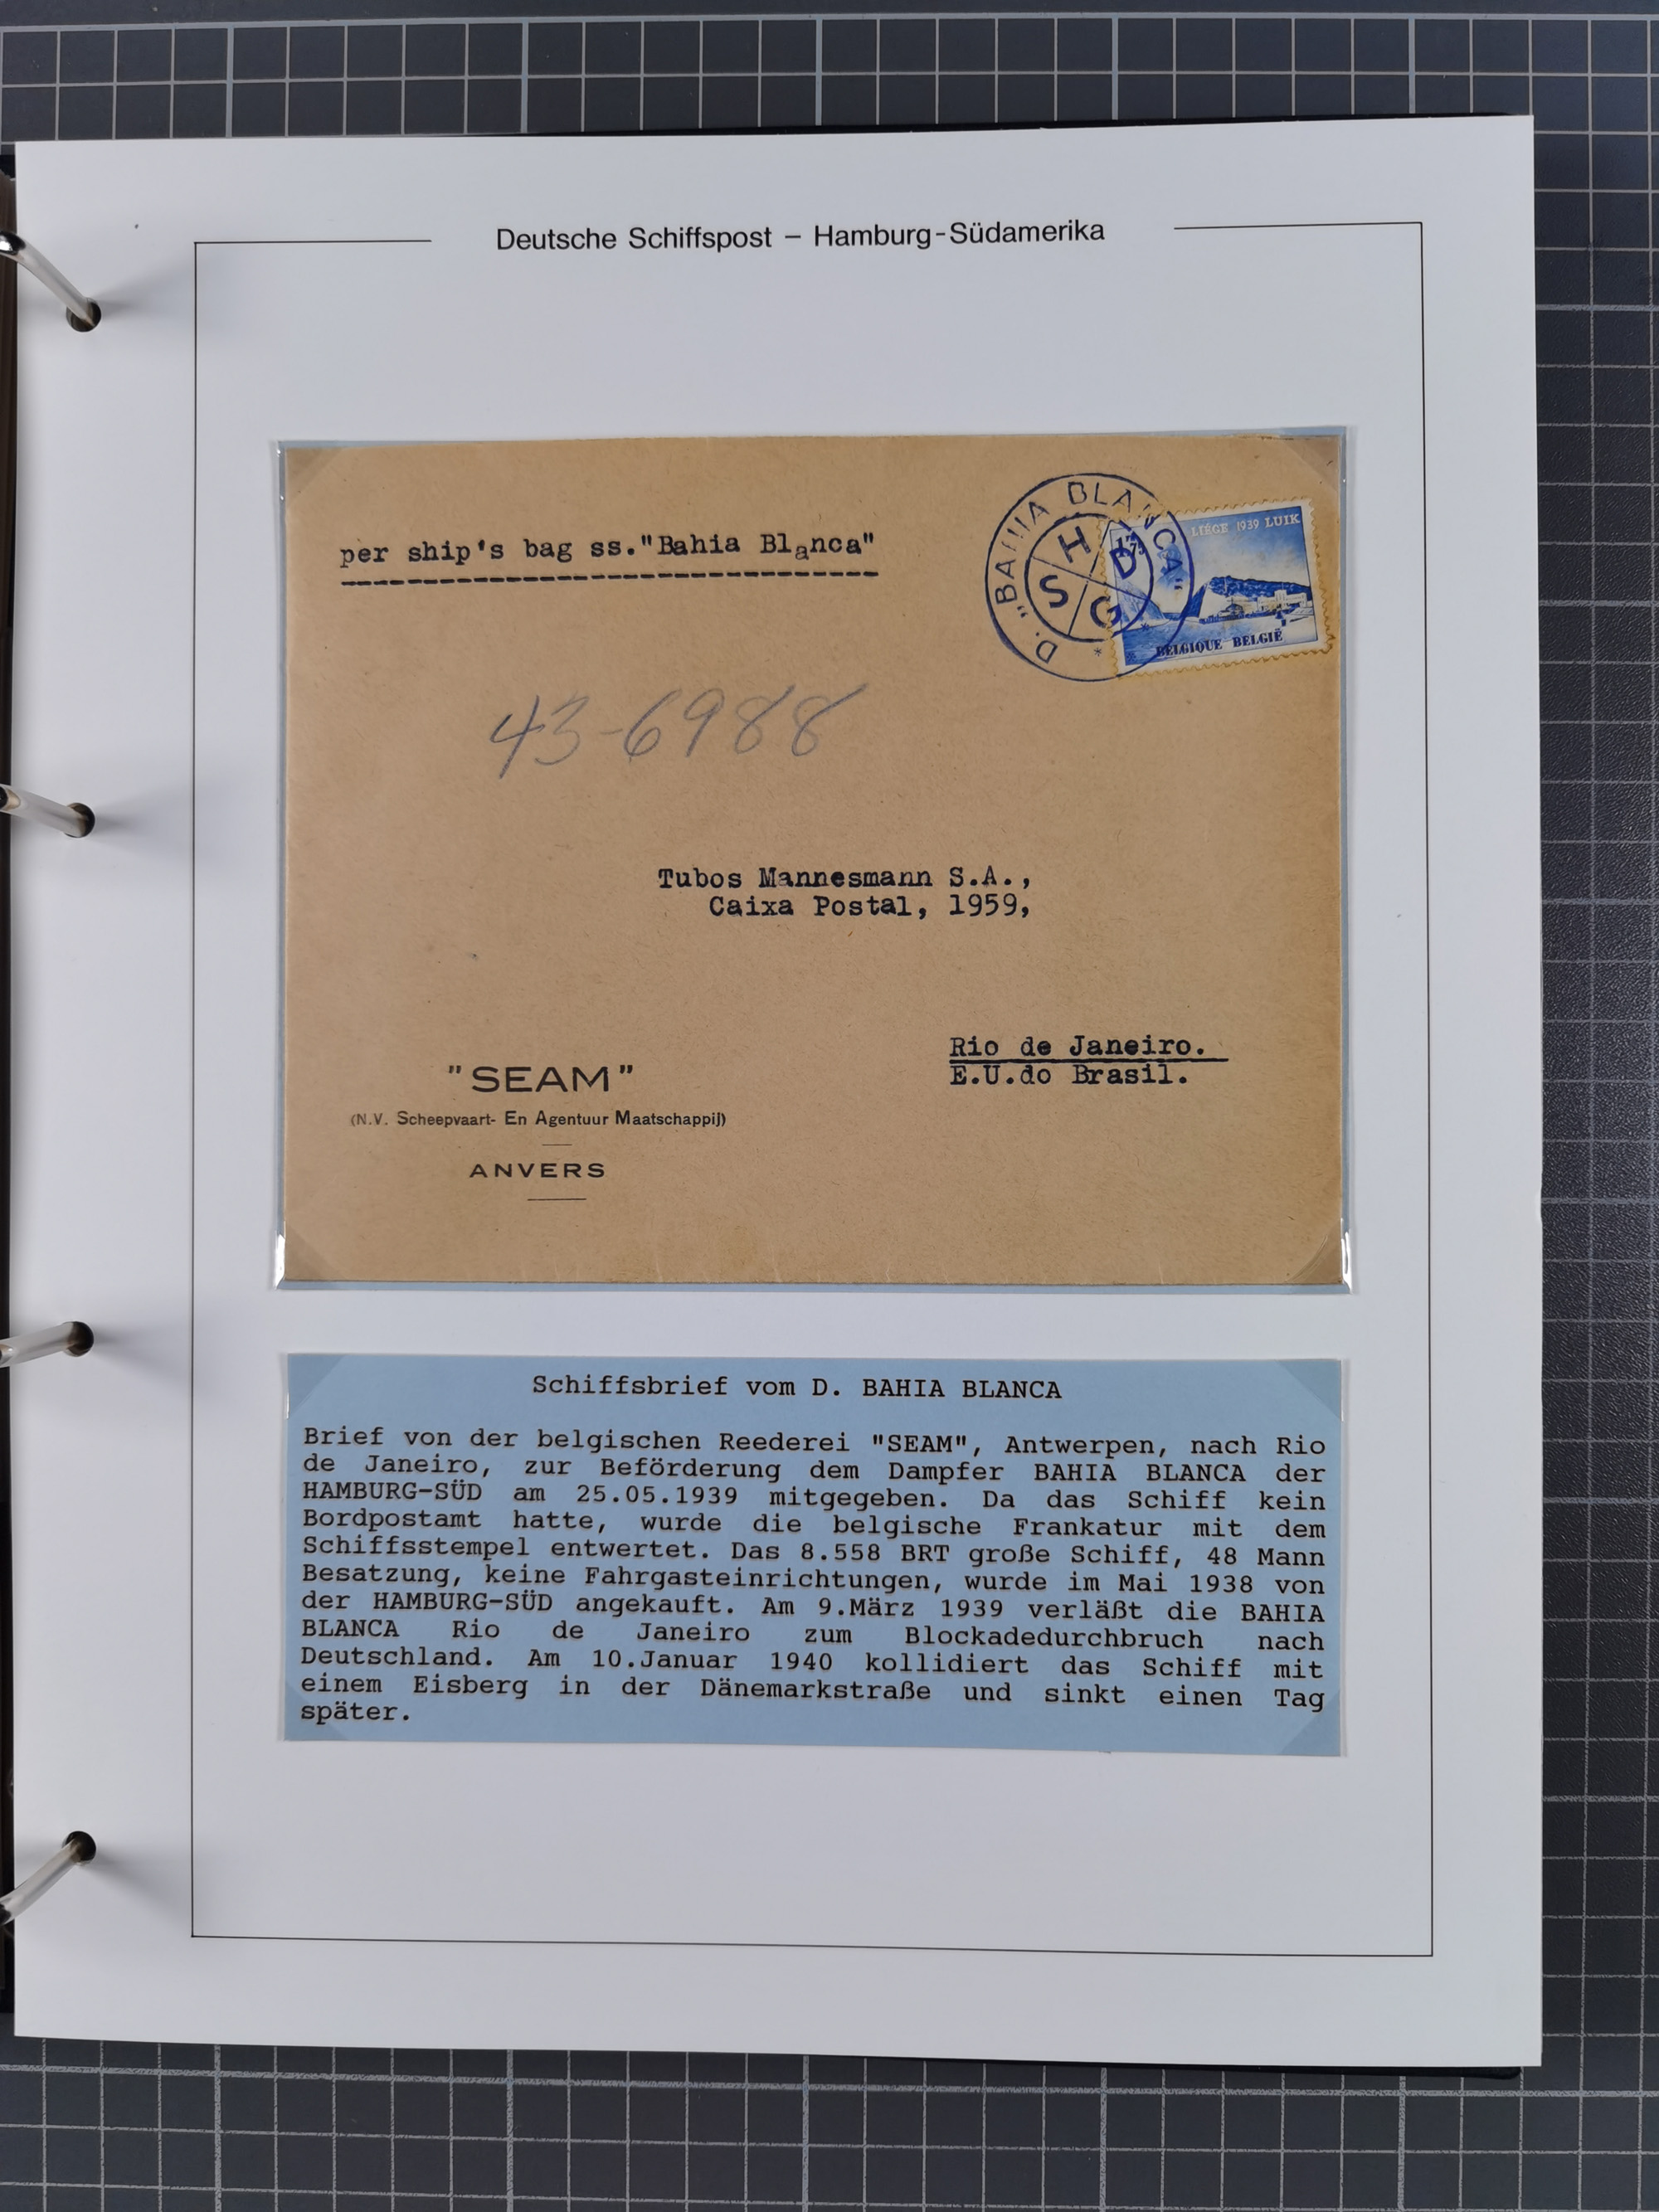 Deutsche Schiffspost – Hamburg-Südamerika
per ship's bag ss."Bahia Blanca"
D. "BAHIA BLANCA"
H D
S G
LIÉGE 1939 LUIK
1,75
BELGIQUE BELGIË
43-6988
Tubos Mannesmann S.A.,
Caixa Postal, 1959,
Rio de Janeiro.
E.U.do Brasil.
"SEAM"
(N.V. Scheepvaart- En Agentuur Maatschappij)
ANVERS
Schiffsbrief vom D. BAHIA BLANCA
Brief von der belgischen Reederei "SEAM", Antwerpen, nach Rio
de Janeiro, zur Beförderung dem Dampfer BAHIA BLANCA der
HAMBURG-SÜD am 25.05.1939 mitgegeben. Da das Schiff kein
Bordpostamt hatte, wurde die belgische Frankatur mit dem
Schiffsstempel entwertet. Das 8.558 BRT große Schiff, 48 Mann
Besatzung, keine Fahrgasteinrichtungen, wurde im Mai 1938 von
der HAMBURG-SÜD angekauft. Am 9.März 1939 verläßt die BAHIA
BLANCA Rio de Janeiro zum Blockadedurchbruch nach
Deutschland. Am 10.Januar 1940 kollidiert das Schiff mit
einem Eisberg in der Dänemarkstraße und sinkt einen Tag
später.